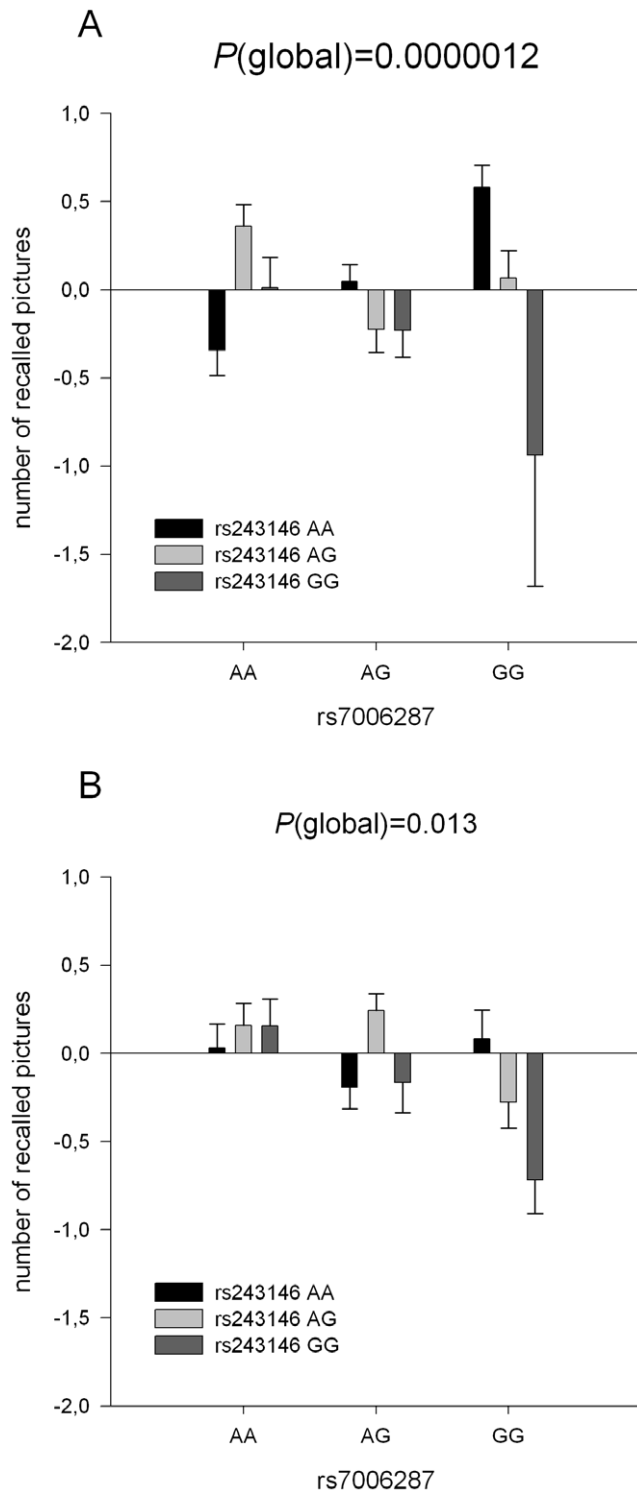 A
P(global)=0.0000012
1,0
0,5
0,0
-0,5
-1,0
-1,5
-2,0
number of recalled pictures
rs243146 AA
rs243146 AG
rs243146 GG
AA AG GG
rs7006287
B
P(global)=0.013
1,0
0,5
0,0
-0,5
-1,0
-1,5
-2,0
number of recalled pictures
rs243146 AA
rs243146 AG
rs243146 GG
AA AG GG
rs7006287